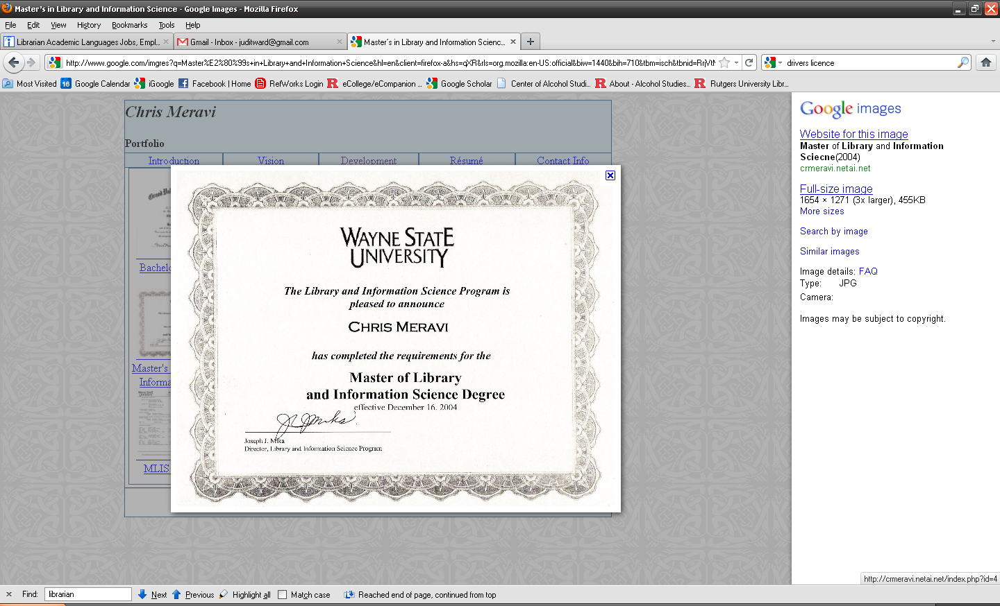 Master's in Library and Information Science - Google Images - Mozilla Firefox
File Edit View History Bookmarks Tools Help
Librarian Academic Languages Jobs, Empl...
Gmail - Inbox - juditward@gmail.com
Master's in Library and Information Scienc...
http://www.google.com/imgres?q=Master%E2%80%99s+in+Library+and+Information+Science&hl=en&client=firefox-a&hs=qXR&rls=org.mozilla:en-US:official&biw=1440&bih=710&tbm=isch&tbnid=RrjVtM
drivers licence
Most Visited
16
Google Calendar
iGoogle
Facebook | Home
RefWorks Login
eCollege/eCompanion ...
Google Scholar
Center of Alcohol Studi...
About - Alcohol Studies...
Rutgers University Libr...
Chris Meravi
Portfolio
Introduction
Vision
Development
Résumé
Contact Info
Bachelo
Master's
Informa
MLIS
WAYNE STATE
UNIVERSITY
The Library and Information Science Program is
pleased to announce
CHRIS MERAVI
has completed the requirements for the
Master of Library
and Information Science Degree
effective December 16, 2004
Joseph J. Mika
Director, Library and Information Science Program
Google images
Website for this image
Master of Library and Information
Sciecne(2004)
crmeravi.netai.net
Full-size image
1654 × 1271 (3x larger), 455KB
More sizes
Search by image
Similar images
Image details: FAQ
Type: JPG
Camera:
Images may be subject to copyright.
http://crmeravi.netai.net/index.php?id=4
Find: librarian Next Previous Highlight all Match case Reached end of page, continued from top